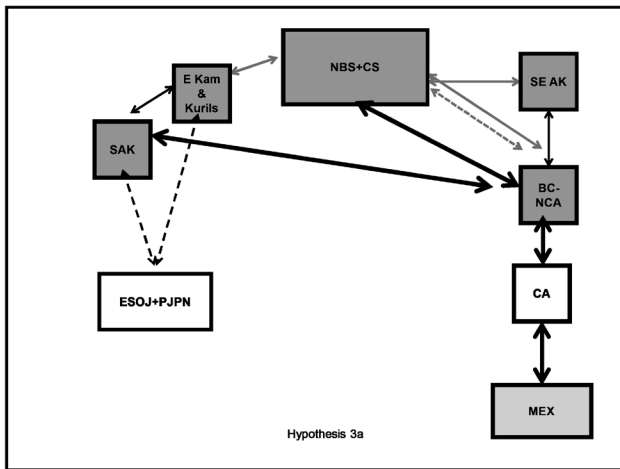 NBS+CS
E Kam
&
Kurils
SE AK
SAK
BC-
NCA
ESOJ+PJPN
CA
MEX
Hypothesis 3a